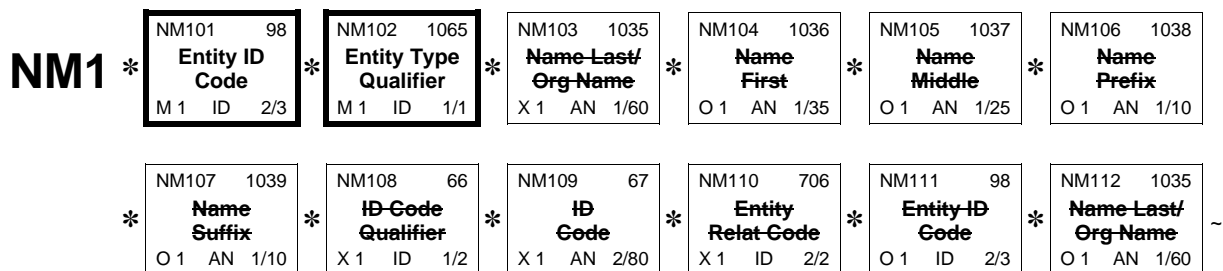 NM101 98 NM102 1065 NM103 1035 NM104 1036 NM105 1037 NM106 1038
NM1 * Entity ID Code * Entity Type Qualifier * Name Last/ Org Name * Name First * Name Middle * Name Prefix
M 1 ID 2/3 M 1 ID 1/1 X 1 AN 1/60 O 1 AN 1/35 O 1 AN 1/25 O 1 AN 1/10
NM107 1039 NM108 66 NM109 67 NM110 706 NM111 98 NM112 1035
* Name Suffix * ID Code Qualifier * ID Code * Entity Relat Code * Entity ID Code * Name Last/ Org Name ~
O 1 AN 1/10 X 1 ID 1/2 X 1 AN 2/80 X 1 ID 2/2 O 1 ID 2/3 O 1 AN 1/60